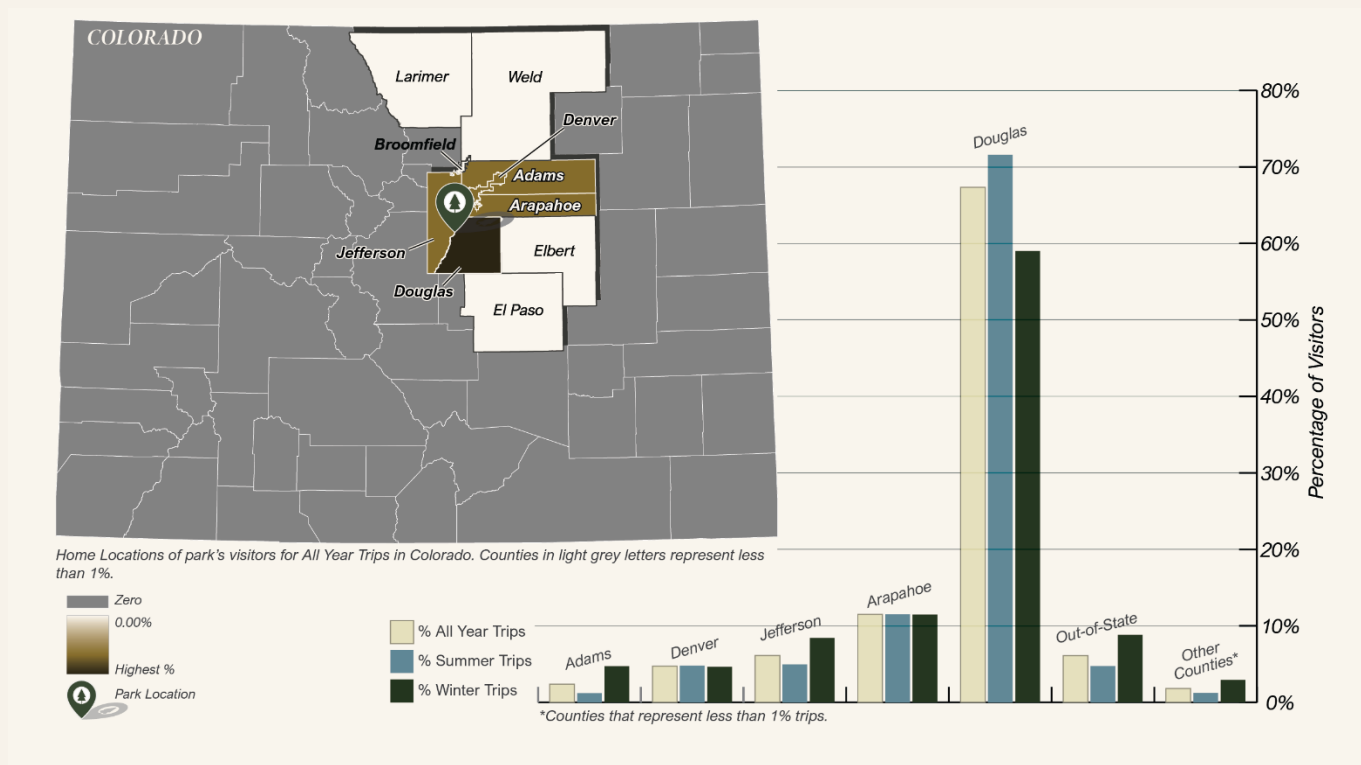 COLORADO
Larimer
Weld
Denver
Broomfield
Adams
Arapahoe
Jefferson
Elbert
Douglas
El Paso
Home Locations of park's visitors for All Year Trips in Colorado. Counties in light grey letters represent less
than 1%.
Zero
0.00%
Highest %
Park Location
% All Year Trips
% Summer Trips
% Winter Trips
Adams
Denver
Jefferson
Arapahoe
Douglas
Out-of-State
Other
Counties*
*Counties that represent less than 1% trips.
80%
70%
60%
50%
40%
30%
20%
10%
0%
Percentage of Visitors